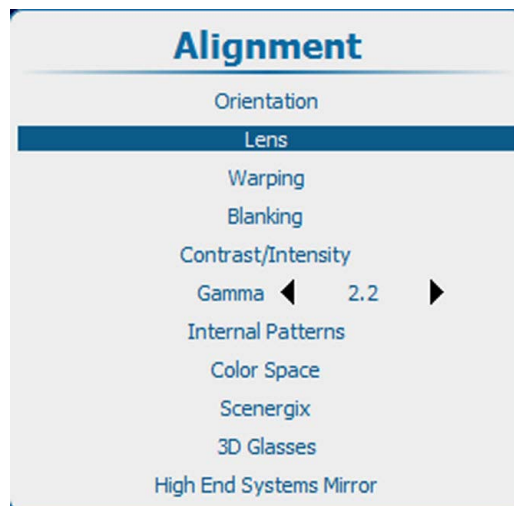 Alignment
Orientation
Lens
Warping
Blanking
Contrast/Intensity
Gamma 2.2
Internal Patterns
Color Space
Scenergix
3D Glasses
High End Systems Mirror